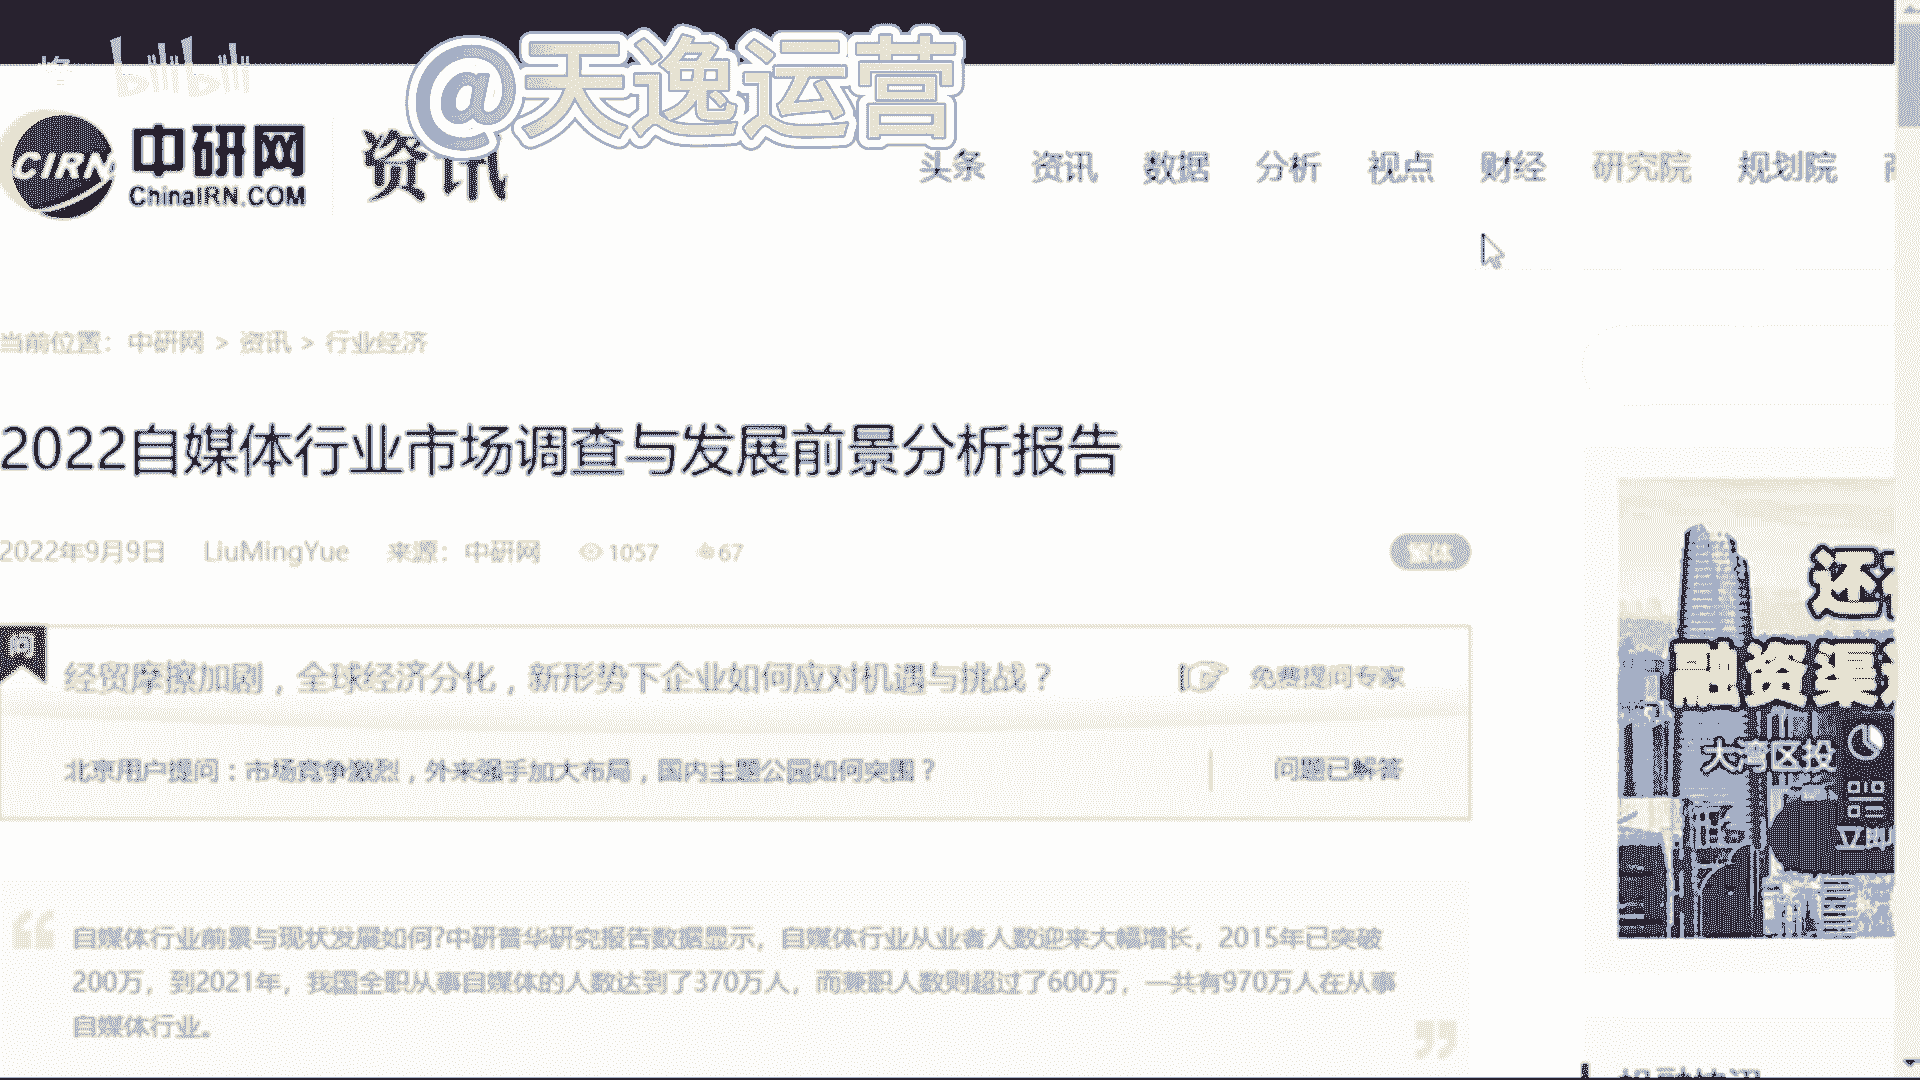 bilibili
@天逸运营
CIRN 中研网
ChinaIRN.COM
资讯
头条 资讯 数据 分析 视点 财经 研究院 规划院
当前位置：中研网 > 资讯 > 行业经济
2022自媒体行业市场调查与发展前景分析报告
2022年9月9日 LiuMingYue 来源：中研网 1057 67
繁体
问
经贸摩擦加剧，全球经济分化，新形势下企业如何应对机遇与挑战？ 免费提问专家
北京用户提问：市场竞争激烈，外来强手加大布局，国内主题公园如何突围？ 问题已解答
还
融资渠
大湾区投
立即
“自媒体行业前景与现状发展如何?中研普华研究报告数据显示，自媒体行业从业者人数迎来大幅增长，2015年已突破
200万，到2021年，我国全职从事自媒体的人数达到了370万人，而兼职人数则超过了600万，一共有970万人在从事
自媒体行业。”